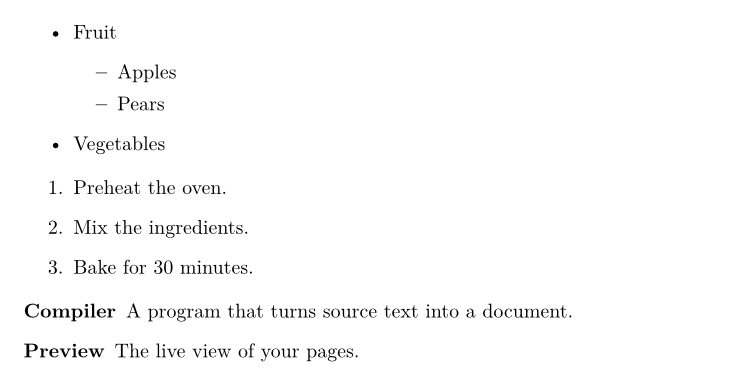 • Fruit
– Apples
– Pears
• Vegetables
1. Preheat the oven.
2. Mix the ingredients.
3. Bake for 30 minutes.
Compiler A program that turns source text into a document.
Preview The live view of your pages.